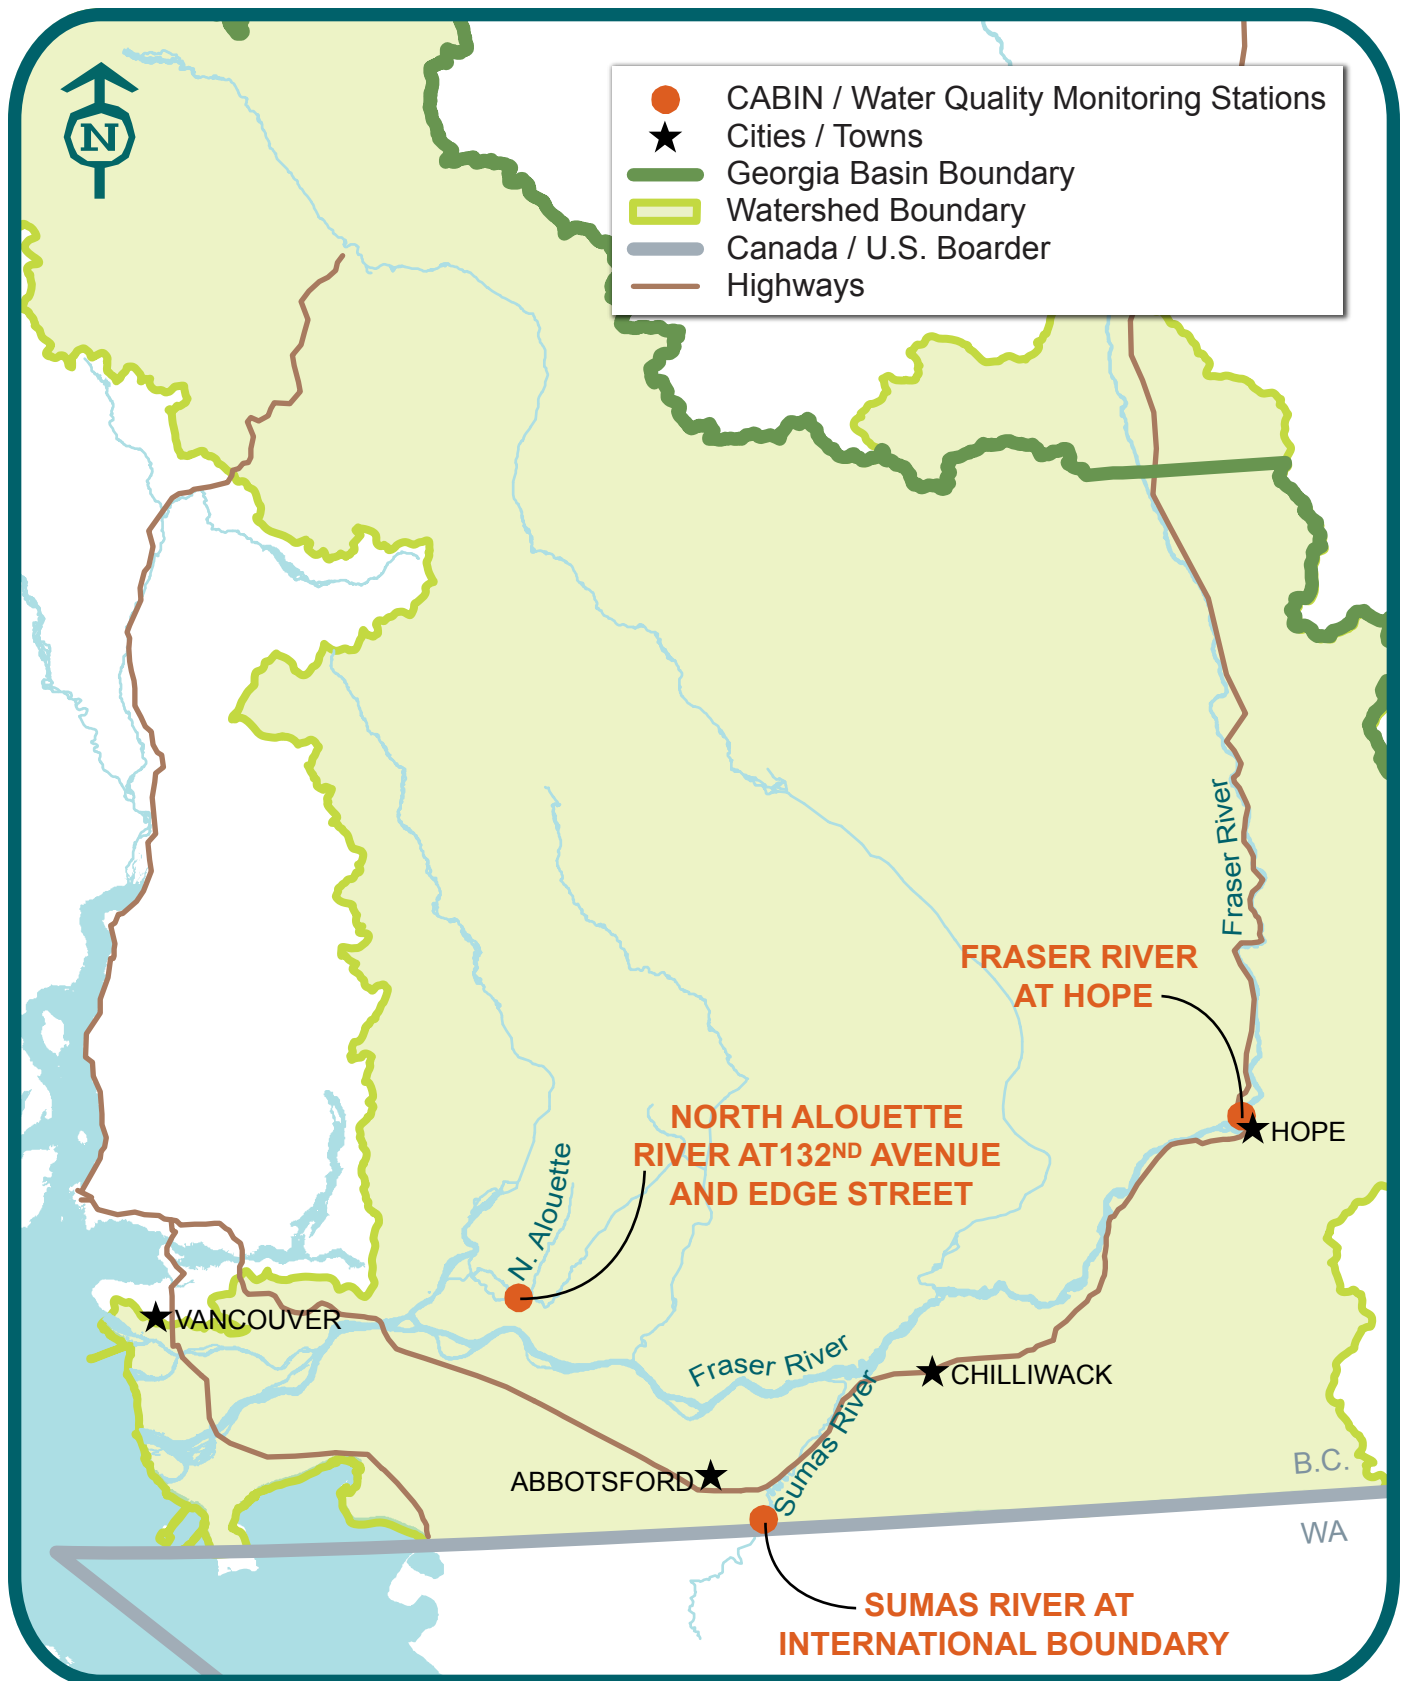 N
CABIN / Water Quality Monitoring Stations
Cities / Towns
Georgia Basin Boundary
Watershed Boundary
Canada / U.S. Boarder
Highways
Fraser River
FRASER RIVER
AT HOPE
HOPE
NORTH ALOUETTE
RIVER AT132ND AVENUE
AND EDGE STREET
N. Alouette
VANCOUVER
Fraser River
CHILLIWACK
Sumas River
ABBOTSFORD
B.C.
WA
SUMAS RIVER AT
INTERNATIONAL BOUNDARY